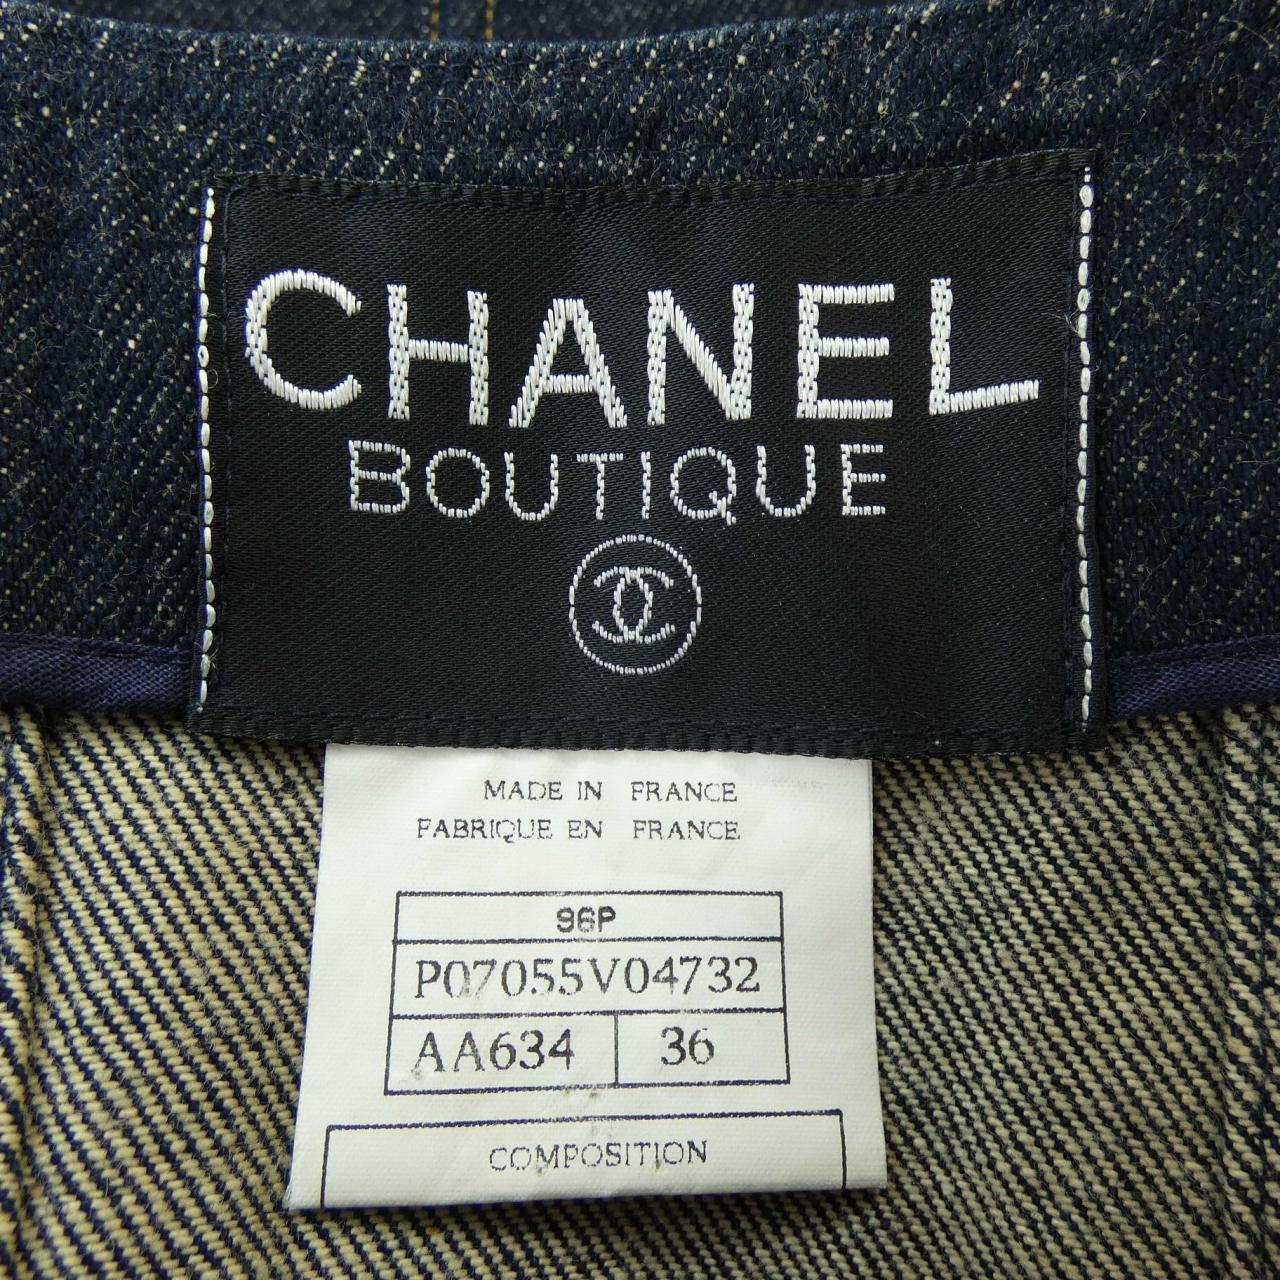 CHANEL
BOUTIQUE
MADE IN FRANCE
FABRIQUE EN FRANCE
96P
P07055V04732
AA634 36
COMPOSITION